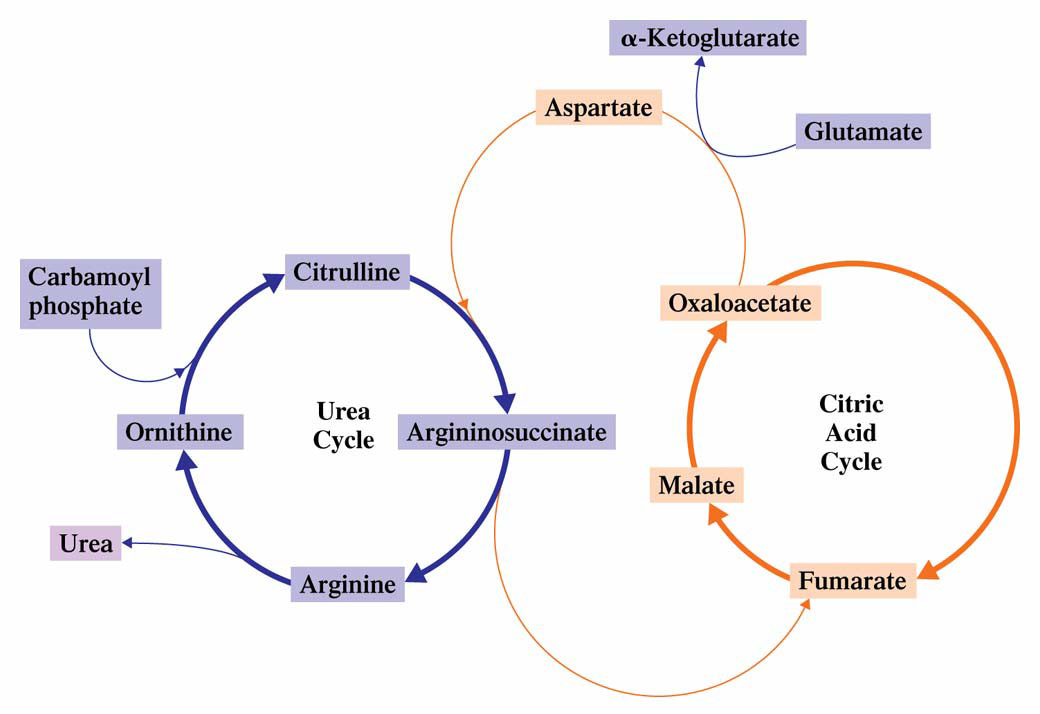 α-Ketoglutarate
Aspartate
Glutamate
Carbamoyl
phosphate
Citrulline
Oxaloacetate
Urea
Cycle
Citric
Acid
Cycle
Ornithine
Argininosuccinate
Malate
Urea
Arginine
Fumarate